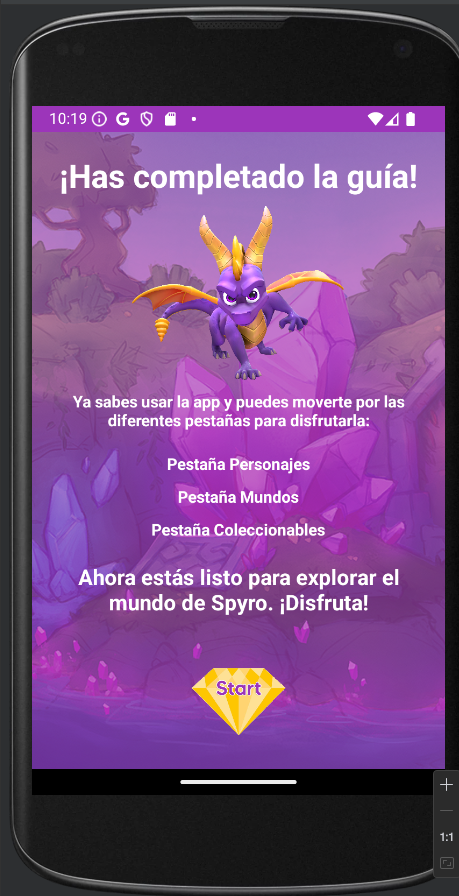 10:19
¡Has completado la guía!
Ya sabes usar la app y puedes moverte por las
diferentes pestañas para disfrutarla:
Pestaña Personajes
Pestaña Mundos
Pestaña Coleccionables
Ahora estás listo para explorar el
mundo de Spyro. ¡Disfruta!
Start
1:1